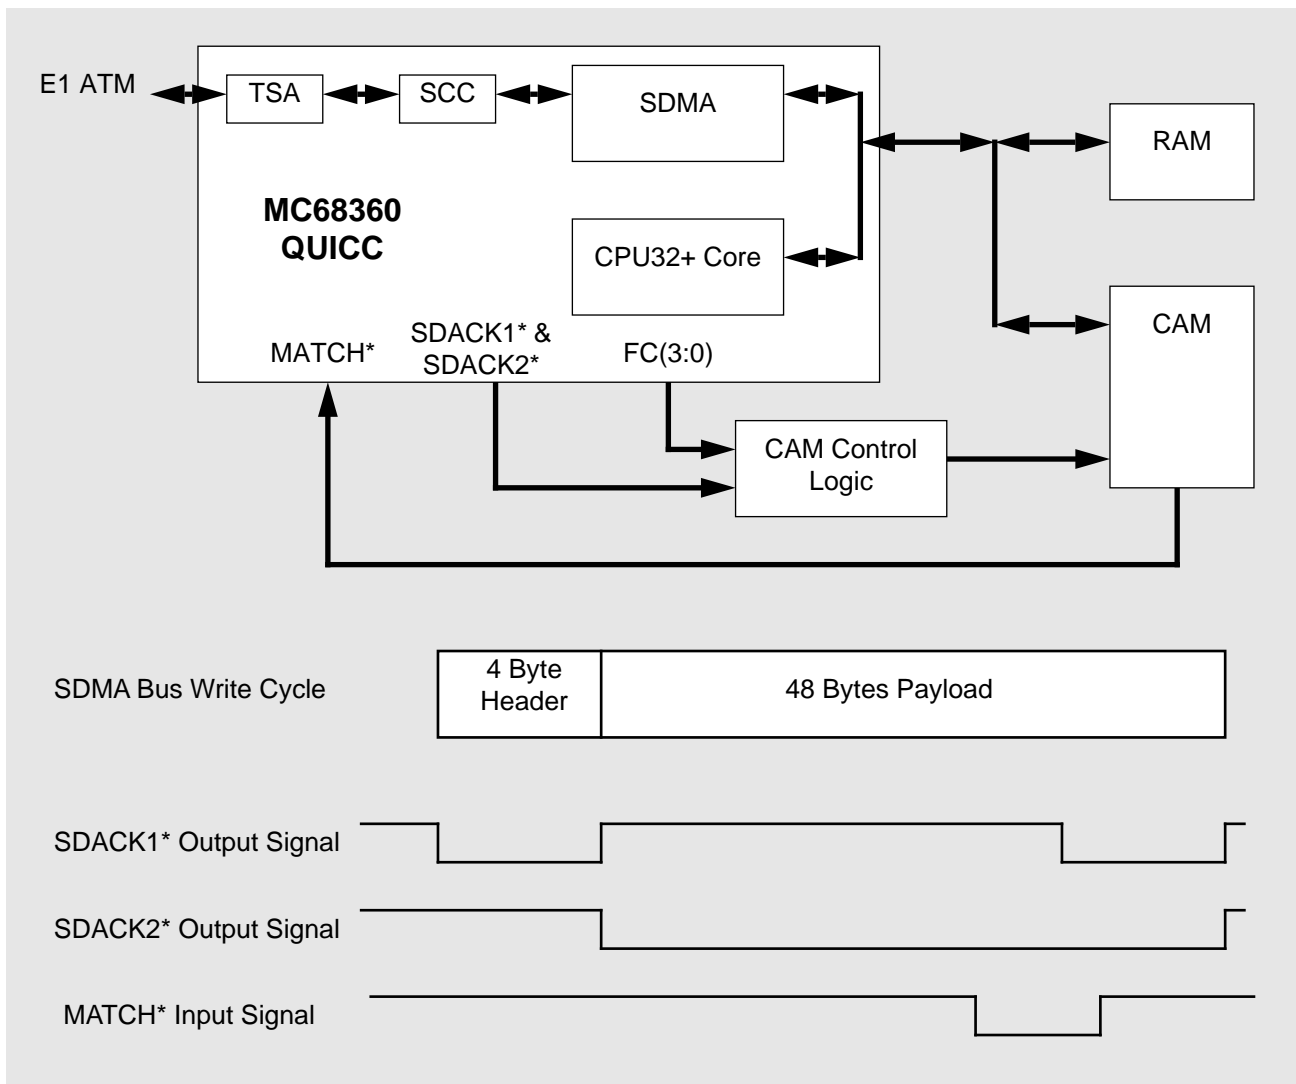 E1 ATM
TSA
SCC
SDMA
RAM
MC68360
QUICC
CPU32+ Core
CAM
MATCH*
SDACK1* &
SDACK2*
FC(3:0)
CAM Control
Logic
SDMA Bus Write Cycle
4 Byte
Header
48 Bytes Payload
SDACK1* Output Signal
SDACK2* Output Signal
MATCH* Input Signal